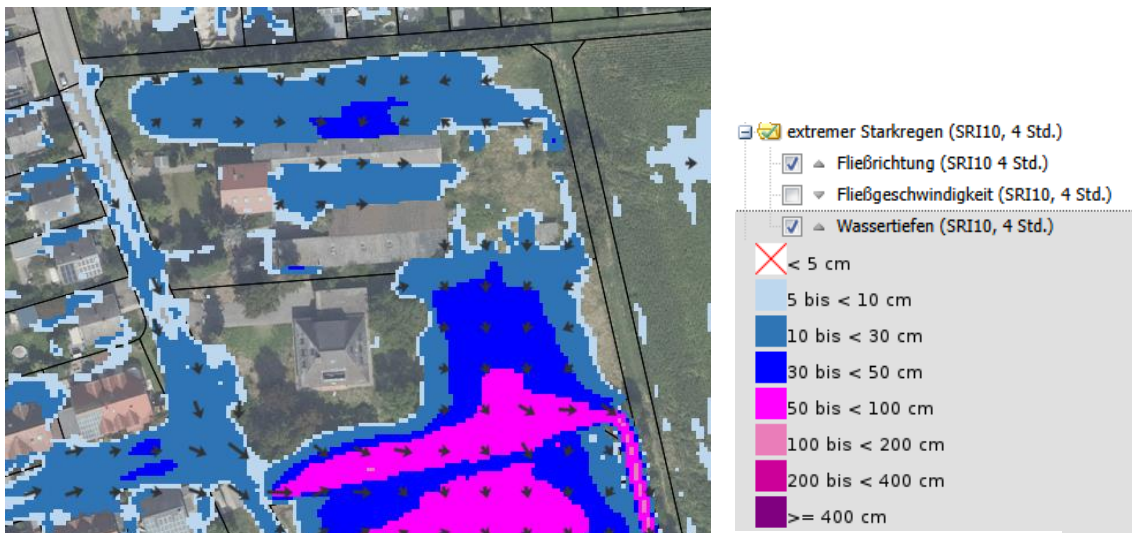 extremer Starkregen (SRI10, 4 Std.)
Fließrichtung (SRI10 4 Std.)
Fließgeschwindigkeit (SRI10, 4 Std.)
Wassertiefen (SRI10, 4 Std.)
< 5 cm
5 bis < 10 cm
10 bis < 30 cm
30 bis < 50 cm
50 bis < 100 cm
100 bis < 200 cm
200 bis < 400 cm
>= 400 cm